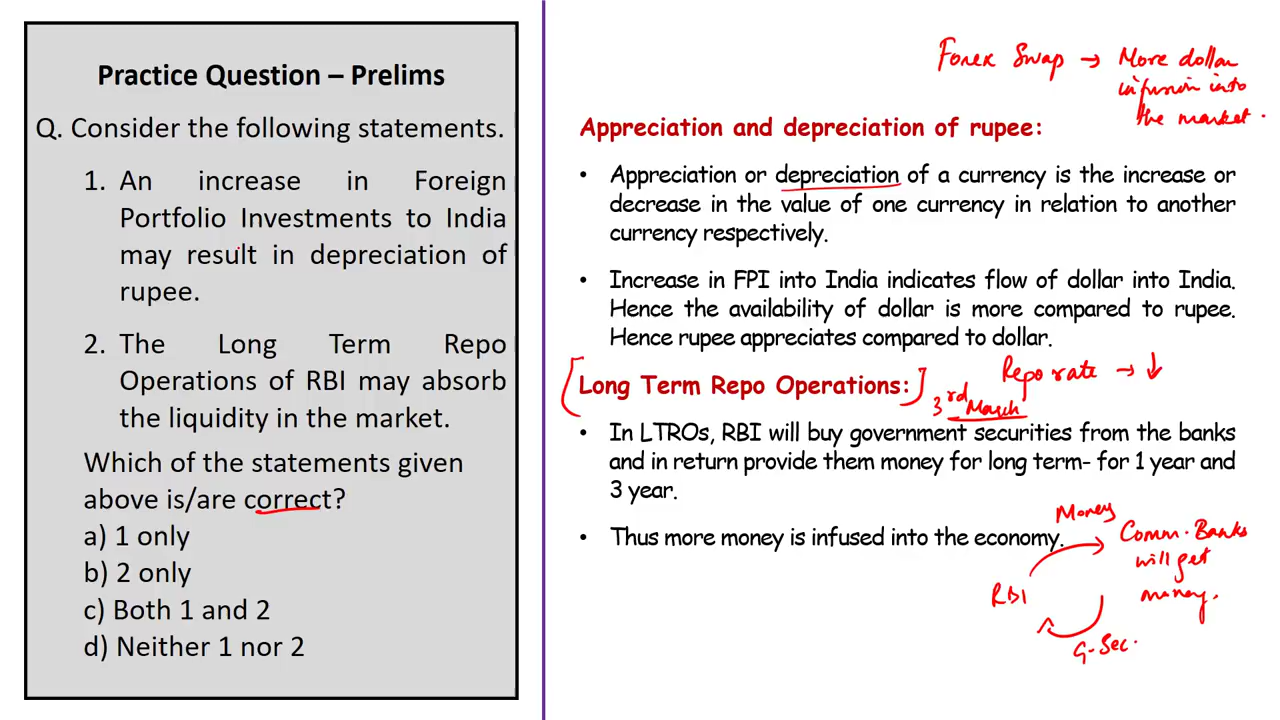 Practice Question – Prelims
Q. Consider the following statements.
1. An increase in Foreign
Portfolio Investments to India
may result in depreciation of
rupee.
2. The Long Term Repo
Operations of RBI may absorb
the liquidity in the market.
Which of the statements given
above is/are correct?
a) 1 only
b) 2 only
c) Both 1 and 2
d) Neither 1 nor 2
Forex Swap → More dollar
infusion into
the market.
Appreciation and depreciation of rupee:
• Appreciation or depreciation of a currency is the increase or
decrease in the value of one currency in relation to another
currency respectively.
• Increase in FPI into India indicates flow of dollar into India.
Hence the availability of dollar is more compared to rupee.
Hence rupee appreciates compared to dollar.
Repo rate → ↓
[Long Term Repo Operations:]
3rd March
• In LTROs, RBI will buy government securities from the banks
and in return provide them money for long term- for 1 year and
3 year.
• Thus more money is infused into the economy.
Money
Comm. Banks
will get
money.
RBI
G-Sec.